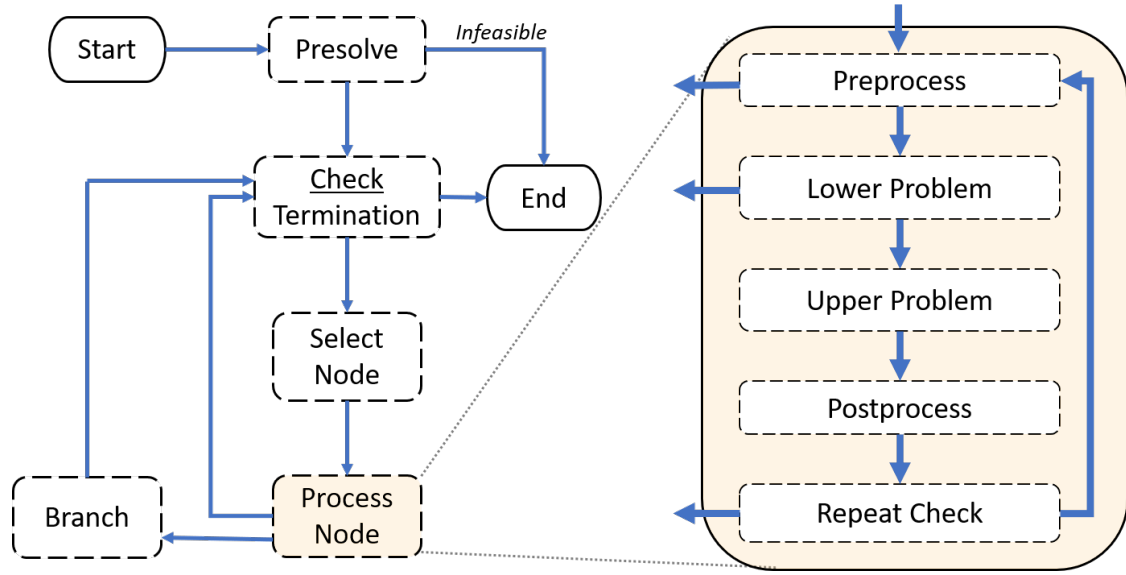 Start
Presolve
Infeasible
Check
Termination
End
Select
Node
Process
Node
Branch
Preprocess
Lower Problem
Upper Problem
Postprocess
Repeat Check